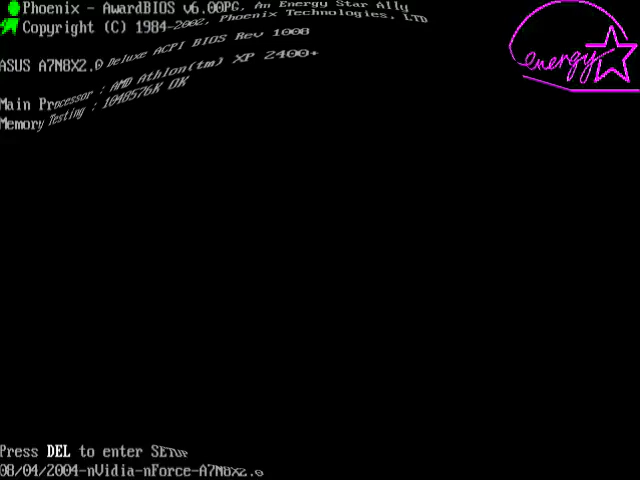 Phoenix - AwardBIOS v6.00PG, An Energy Star Ally
Copyright (C) 1984-2002, Phoenix Technologies, LTD
energy
ASUS A7N8X2.0 Deluxe ACPI BIOS Rev 1008
Main Processor : AMD Athlon(tm) XP 2400+
Memory Testing : 1048576K OK
Press DEL to enter SETUP
08/04/2004-nVidia-nForce-A7N8X2.0